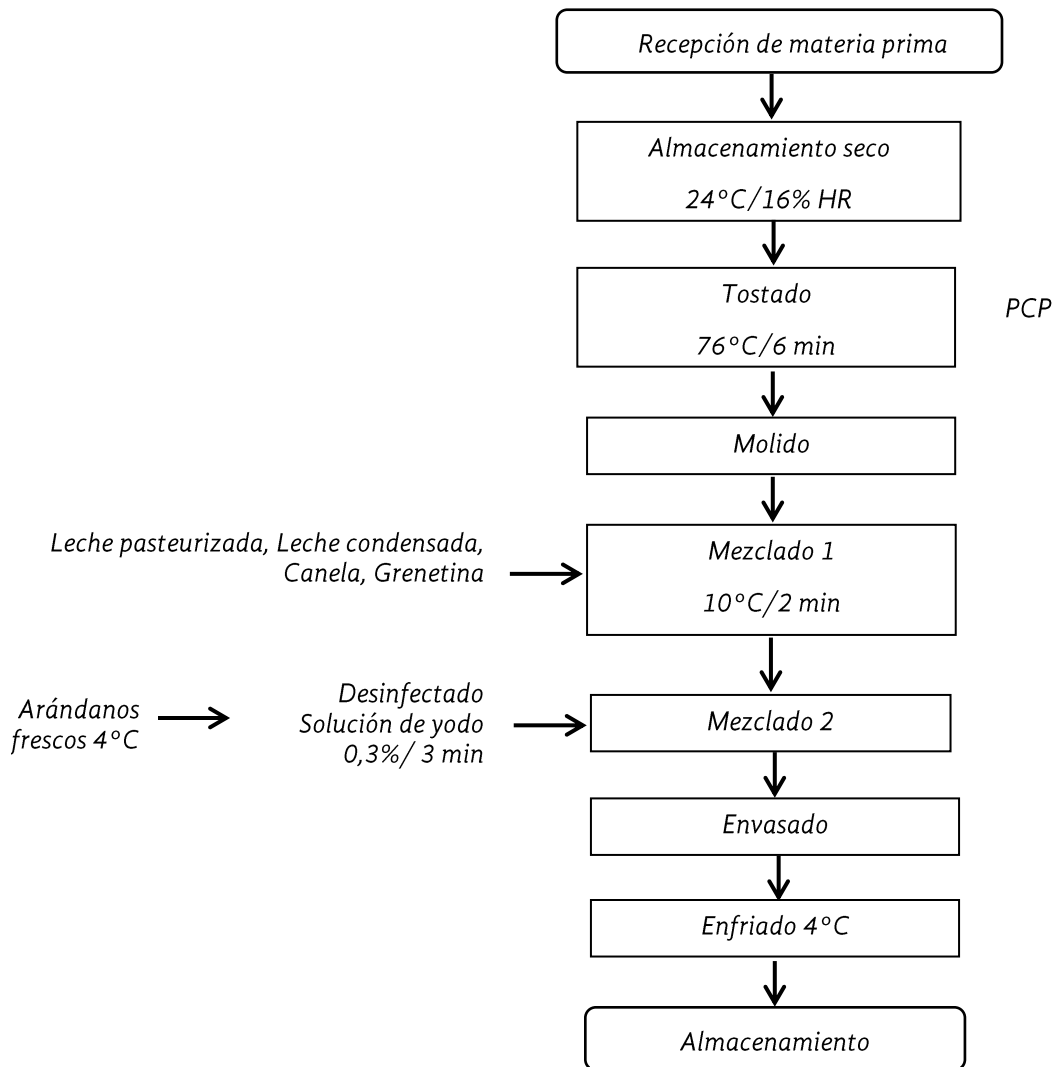 Recepción de materia prima
Almacenamiento seco
24°C/16% HR
Tostado
76°C/6 min
PCP
Molido
Leche pasteurizada, Leche condensada,
Canela, Grenetina
Mezclado 1
10°C/2 min
Arándanos
frescos 4°C
Desinfectado
Solución de yodo
0,3%/ 3 min
Mezclado 2
Envasado
Enfriado 4°C
Almacenamiento